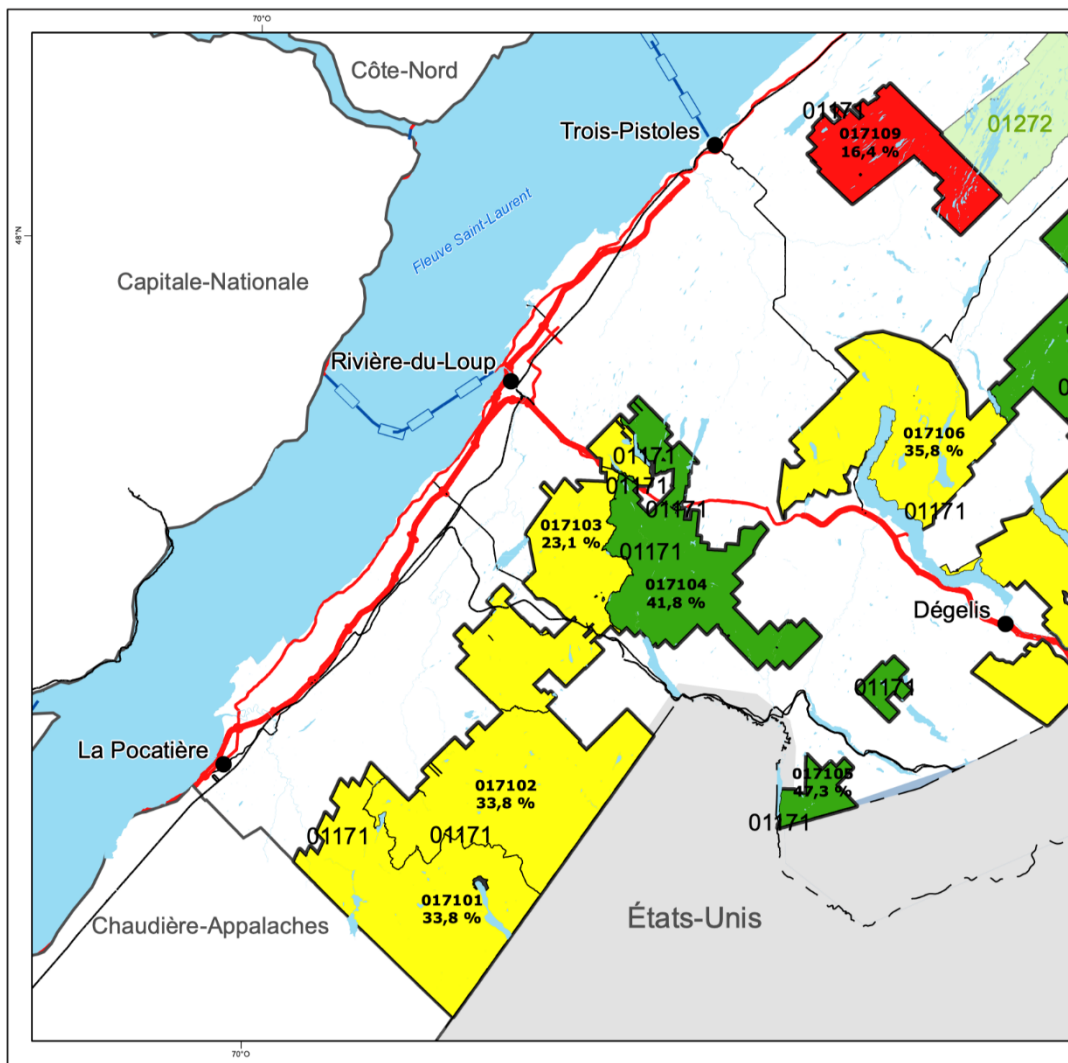 70°O
Côte-Nord
Trois-Pistoles
01171
017109
16,4 %
01272
48°N
Fleuve Saint-Laurent
Capitale-Nationale
Rivière-du-Loup
017106
35,8 %
01171
01171
01171
01171
01171
017103
23,1 %
017104
41,8 %
Dégelis
01171
La Pocatière
017102
33,8 %
017105
47,3 %
01171
01171
01171
017101
33,8 %
Chaudière-Appalaches
États-Unis
70°O